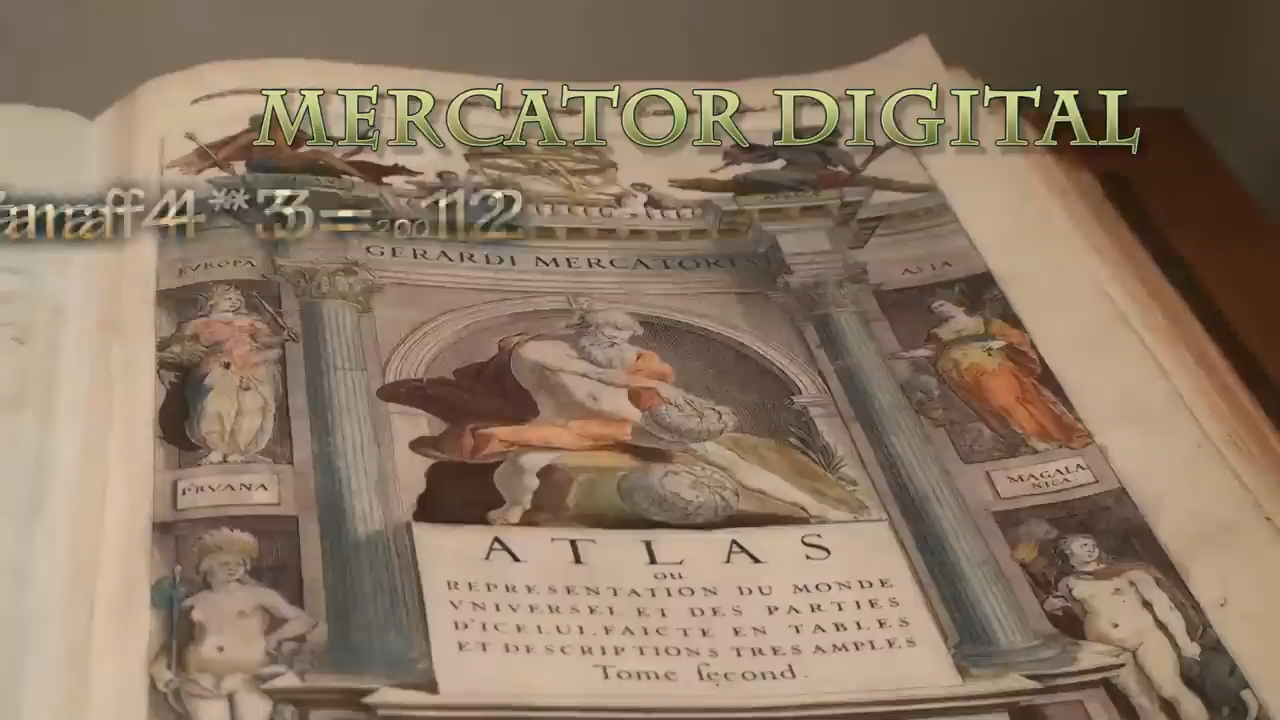 MERCATOR DIGITAL
GERARDI MERCATORIS
EVROPA
ASIA
PRVANA
MAGALA
NICA.
ATLAS
ou
REPRESENTATION DU MONDE
VNIVERSEL ET DES PARTIES
D'ICELUI, FAICTE EN TABLES
ET DESCRIPTIONS TRES AMPLES
Tome ſecond.